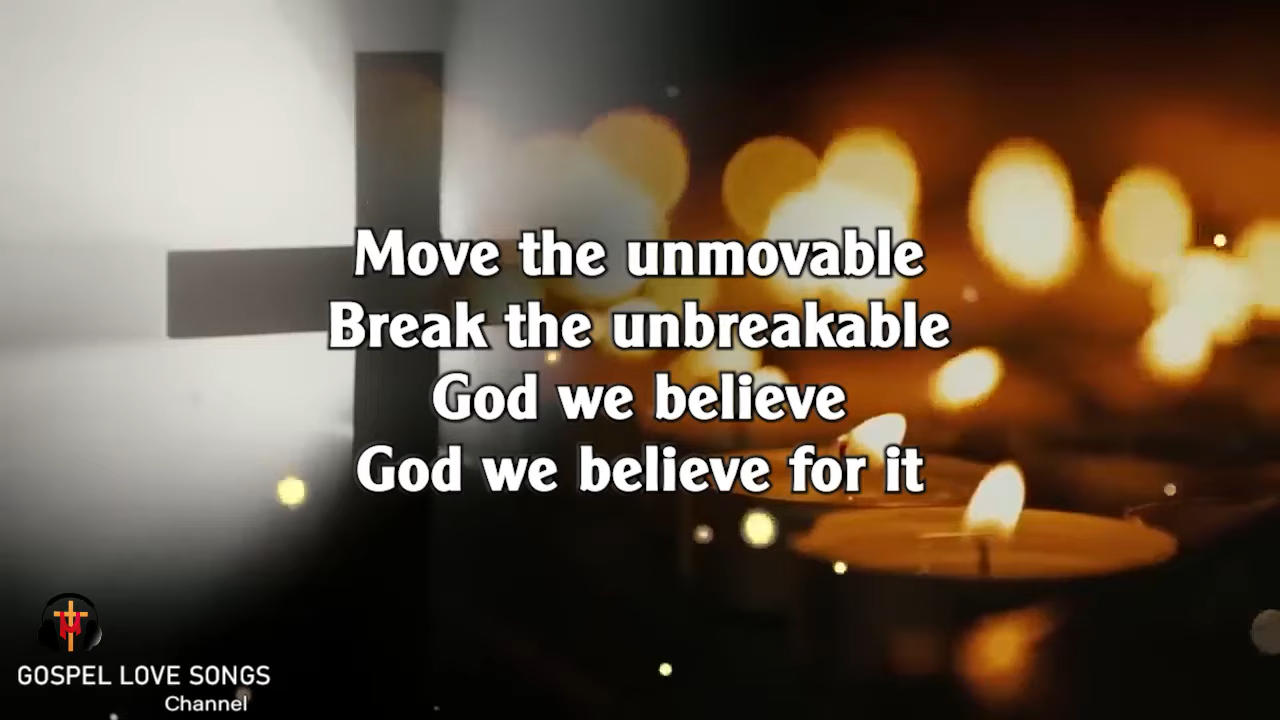 Move the unmovable
Break the unbreakable
God we believe
God we believe for it
GOSPEL LOVE SONGS
Channel